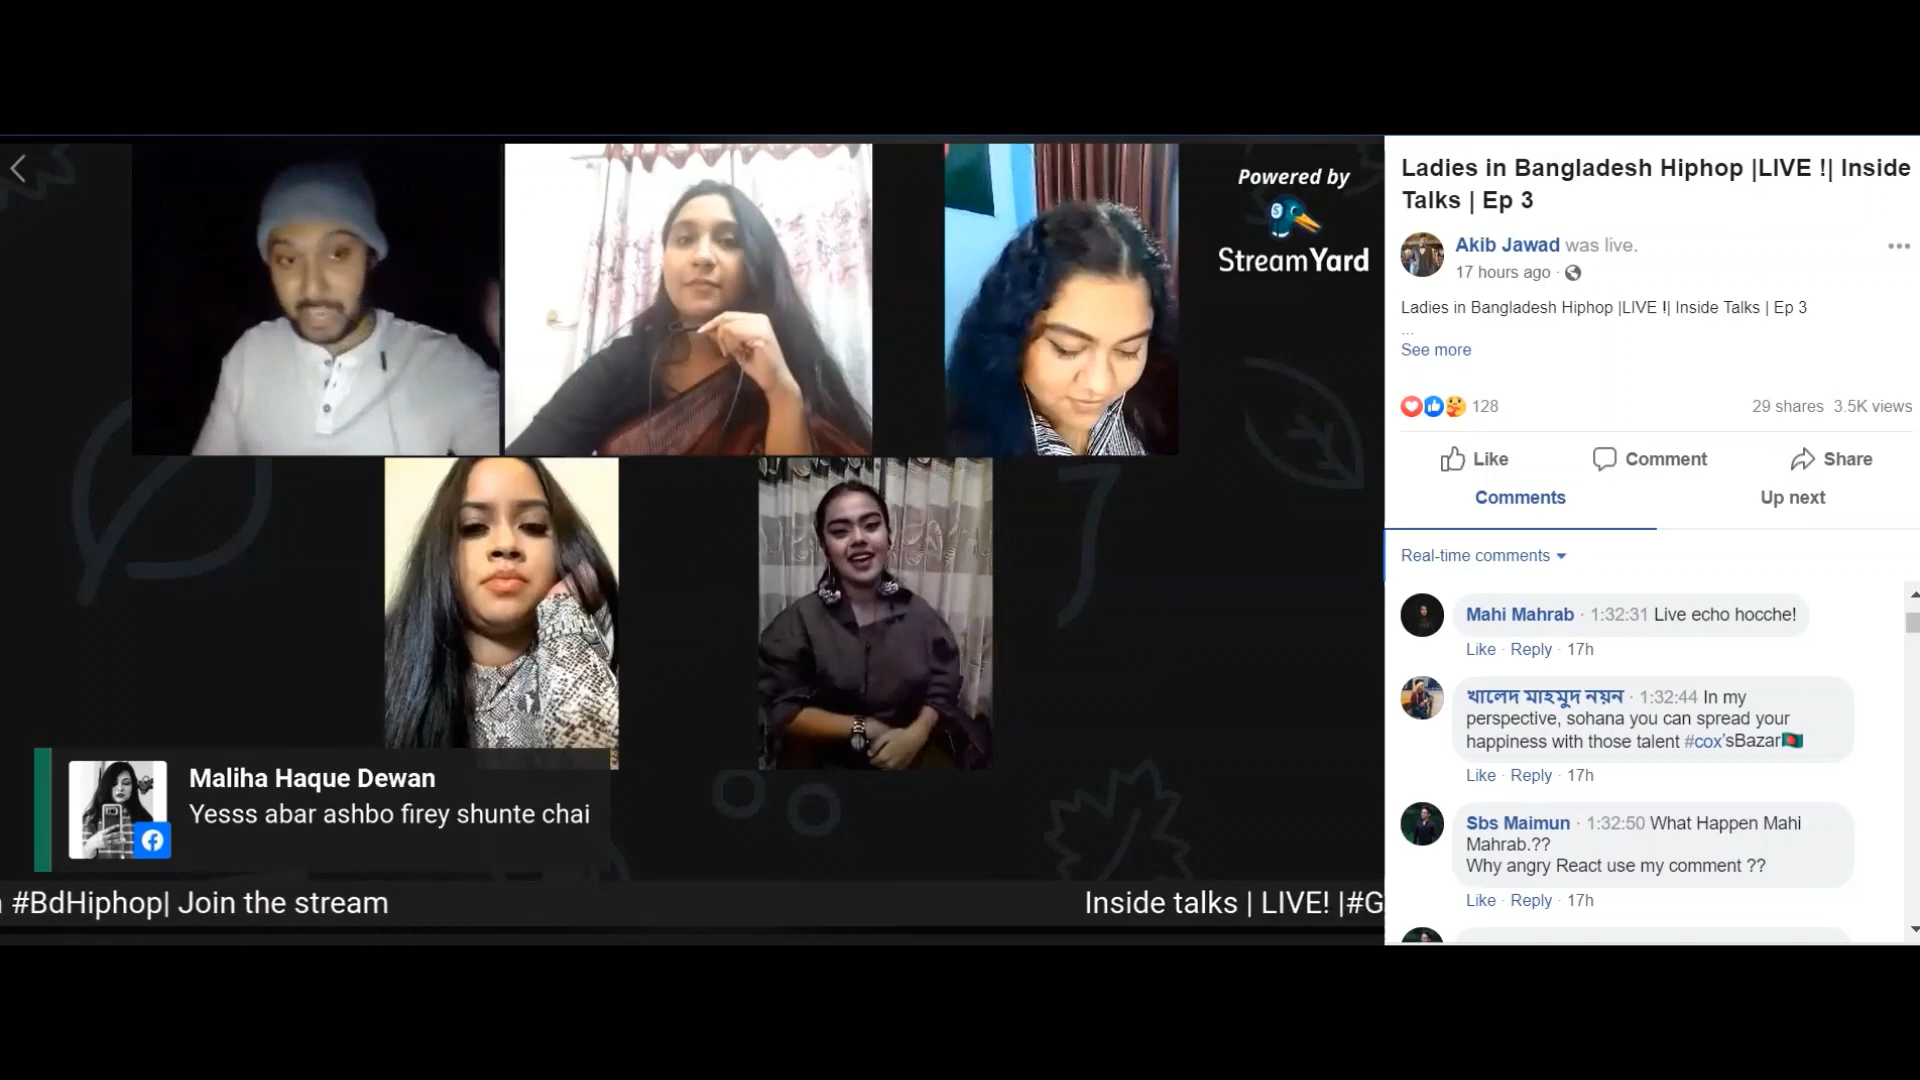 Powered by
StreamYard
Maliha Haque Dewan
Yesss abar ashbo firey shunte chai
#BdHiphop| Join the stream
Inside talks | LIVE! |#G
Ladies in Bangladesh Hiphop |LIVE !| Inside
Talks | Ep 3
Akib Jawad was live.
17 hours ago ·
Ladies in Bangladesh Hiphop |LIVE !| Inside Talks | Ep 3
...
See more
128
29 shares 3.5K views
Like Comment Share
Comments Up next
Real-time comments
Mahi Mahrab · 1:32:31 Live echo hocche!
Like · Reply · 17h
খালেদ মাহমুদ নয়ন · 1:32:44 In my
perspective, sohana you can spread your
happiness with those talent #cox'sBazar🇧🇩
Like · Reply · 17h
Sbs Maimun · 1:32:50 What Happen Mahi
Mahrab.??
Why angry React use my comment ??
Like · Reply · 17h